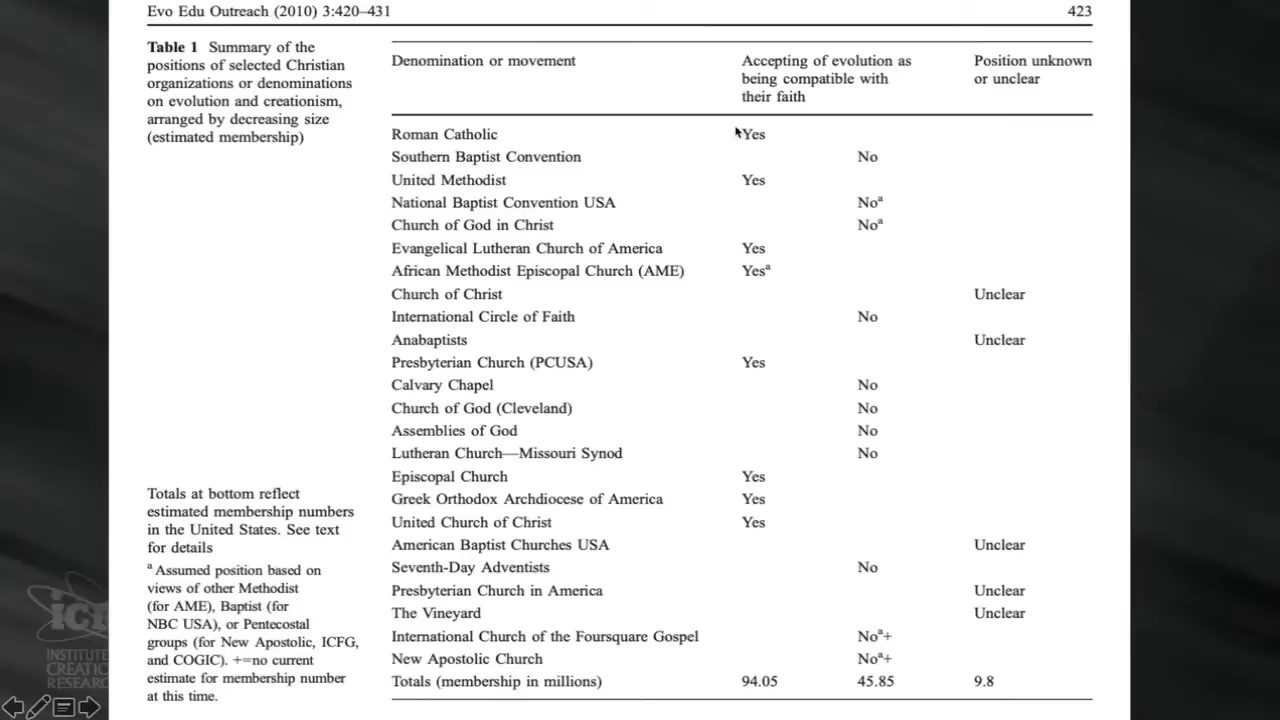 Evo Edu Outreach (2010) 3:420–431 423
Table 1 Summary of the
positions of selected Christian
organizations or denominations
on evolution and creationism,
arranged by decreasing size
(estimated membership)
Denomination or movement Accepting of evolution as being compatible with their faith Position unknown or unclear
Roman Catholic Yes
Southern Baptist Convention No
United Methodist Yes
National Baptist Convention USA Noᵃ
Church of God in Christ Noᵃ
Evangelical Lutheran Church of America Yes
African Methodist Episcopal Church (AME) Yesᵃ
Church of Christ Unclear
International Circle of Faith No
Anabaptists Unclear
Presbyterian Church (PCUSA) Yes
Calvary Chapel No
Church of God (Cleveland) No
Assemblies of God No
Lutheran Church—Missouri Synod No
Episcopal Church Yes
Greek Orthodox Archdiocese of America Yes
United Church of Christ Yes
American Baptist Churches USA Unclear
Seventh-Day Adventists No
Presbyterian Church in America Unclear
The Vineyard Unclear
International Church of the Foursquare Gospel Noᵃ+
New Apostolic Church Noᵃ+
Totals (membership in millions) 94.05 45.85 9.8
Totals at bottom reflect
estimated membership numbers
in the United States. See text
for details
ᵃ Assumed position based on
views of other Methodist
(for AME), Baptist (for
NBC USA), or Pentecostal
groups (for New Apostolic, ICFG,
and COGIC). +=no current
estimate for membership number
at this time.
INSTITUTE
CREATION
RESEARCH